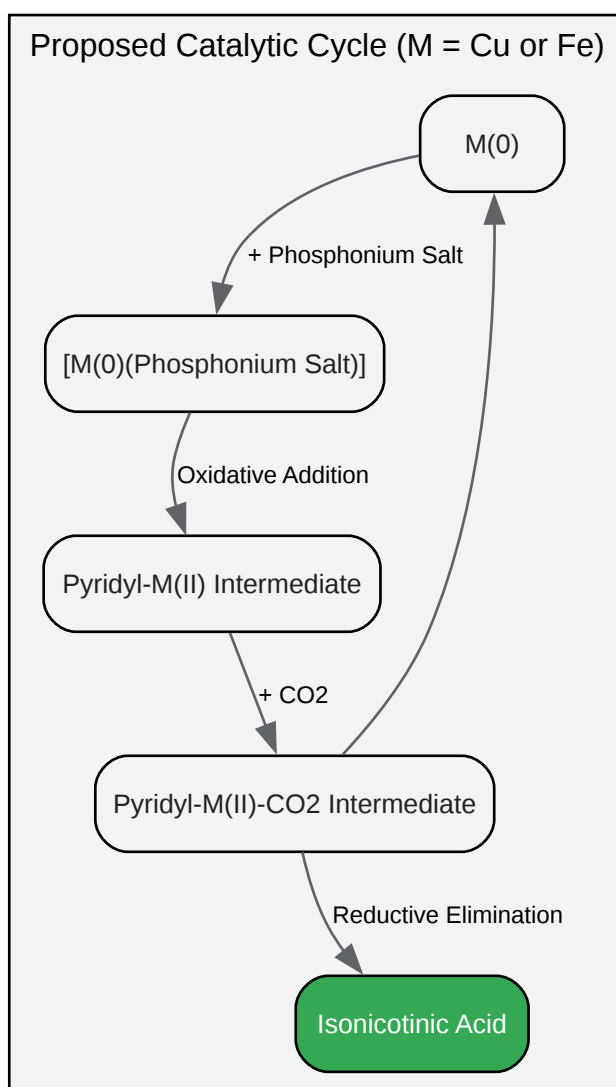 Proposed Catalytic Cycle (M = Cu or Fe)
M(0)
+ Phosphonium Salt
[M(0)(Phosphonium Salt)]
Oxidative Addition
Pyridyl-M(II) Intermediate
+ CO2
Pyridyl-M(II)-CO2 Intermediate
Reductive Elimination
Isonicotinic Acid